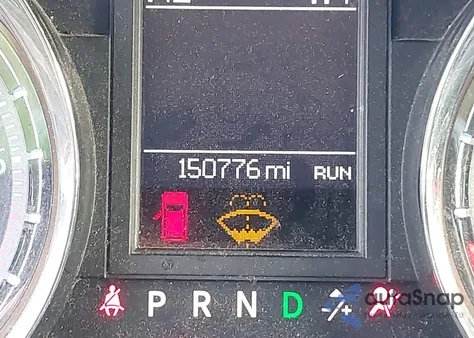 150776 mi RUN
P R N D -/+
autoSnap